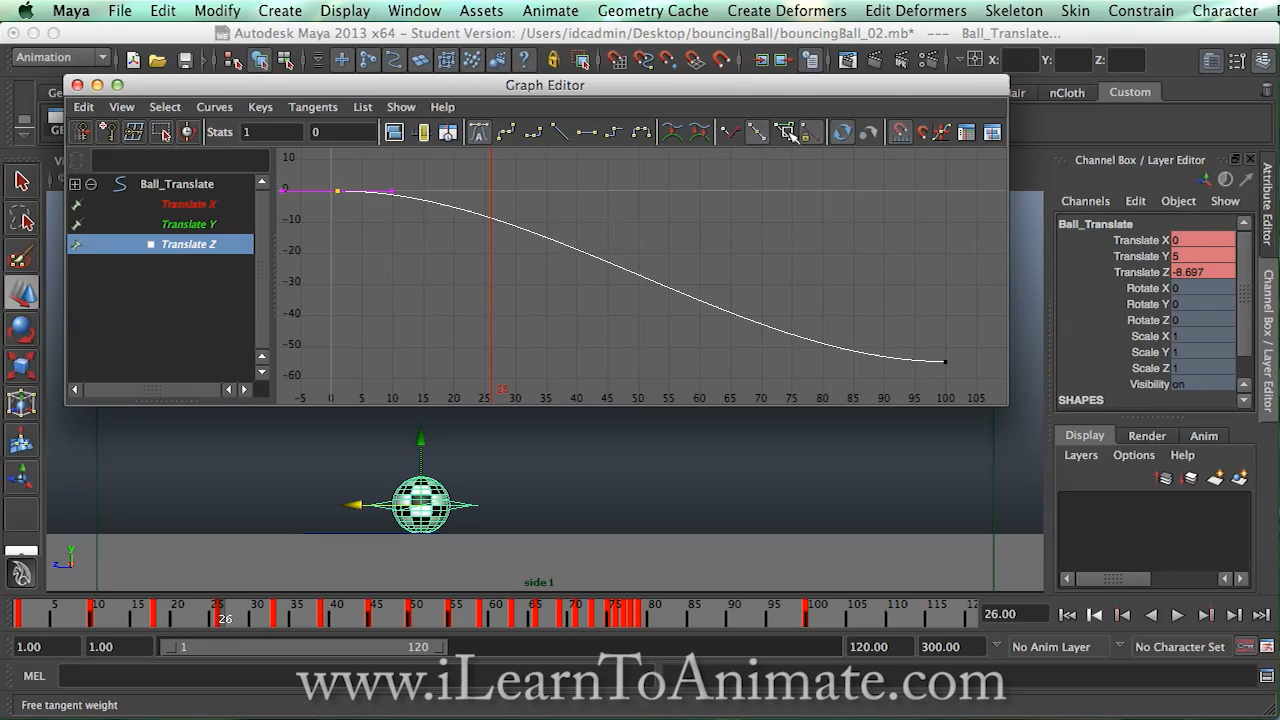 Maya File Edit Modify Create Display Window Assets Animate Geometry Cache Create Deformers Edit Deformers Skeleton Skin Constrain Character
Autodesk Maya 2013 x64 - Student Version: /Users/idcadmin/Desktop/bouncingBall/bouncingBall_02.mb* --- Ball_Translate...
Animation X: Y: Z:
Graph Editor
nCloth Custom
Edit View Select Curves Keys Tangents List Show Help
Stats 1 0
Channel Box / Layer Editor
Ball_Translate
Translate X
Translate Y
Translate Z
10
0
-10
-20
-30
-40
-50
-60
26
-5 0 5 10 15 20 25 30 35 40 45 50 55 60 65 70 75 80 85 90 95 100 105
Channels Edit Object Show
Ball_Translate
Translate X 0
Translate Y 5
Translate Z -8.697
Rotate X 0
Rotate Y 0
Rotate Z 0
Scale X 1
Scale Y 1
Scale Z 1
Visibility on
SHAPES
Attribute Editor
Channel Box / Layer Editor
Display Render Anim
Layers Options Help
y
z
side1
5 10 15 20 25 30 35 40 45 50 55 60 65 70 75 80 85 90 95 100 105 110 115 12
26
26.00
1.00 1.00 1 120 120.00 300.00 No Anim Layer No Character Set
MEL
www.iLearnToAnimate.com
Free tangent weight